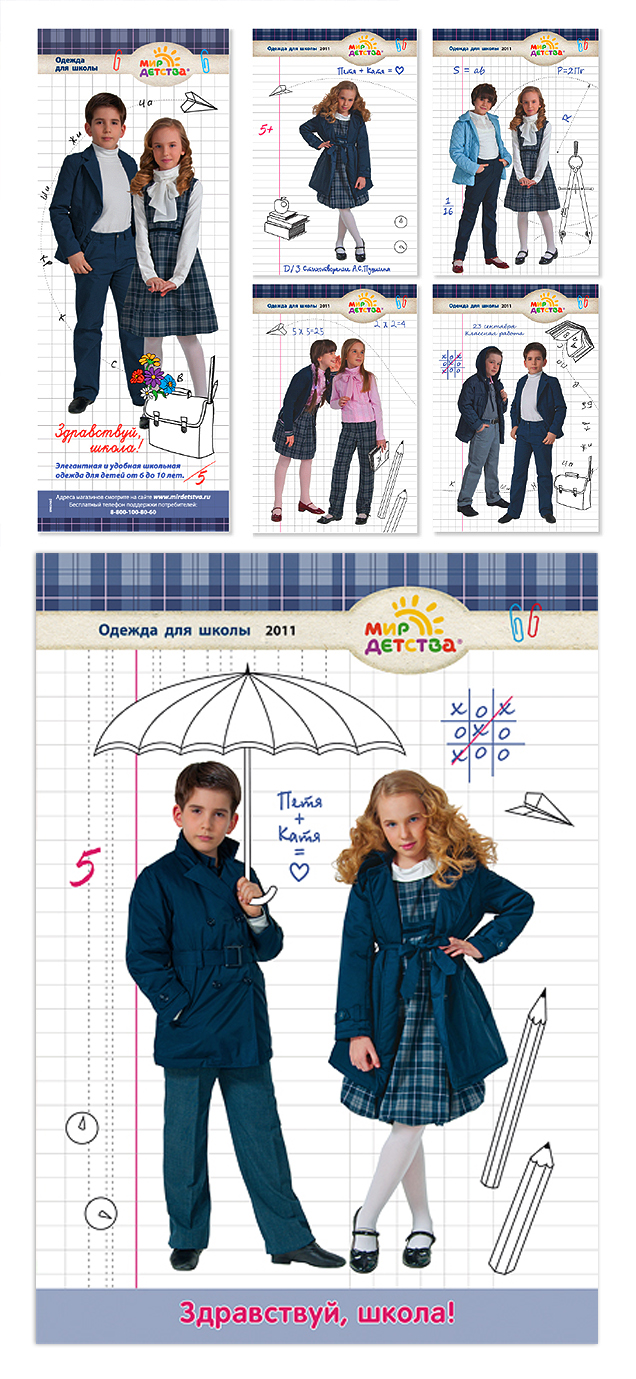 Одежда
для школы
МИР
ДЕТСТВА
ча
жи
ыи
хр
к
с
в
Здравствуй,
школа!
Элегантная и удобная школьная
одежда для детей от 6 до 10 лет.
5
Адреса магазинов смотрите на сайте www.mirdetstva.ru
Бесплатный телефон поддержки потребителей:
8-800-100-80-60
Одежда для школы 2011
МИР
ДЕТСТВА
Петя + Катя = ♡
5+
D/З Стихотворение А.С.Пушкина
Одежда для школы 2011
МИР
ДЕТСТВА
S = ab
P=2Пr
R
1
16
Одежда для школы 2011
МИР
ДЕТСТВА
5 x 5=25
2 x 2=4
Одежда для школы 2011
МИР
ДЕТСТВА
23 сентября
Классная работа
x o x
o x o
x o o
Одежда для школы 2011
МИР
ДЕТСТВА®
x o x
o x o
x o o
Петя
+
Катя
=
♡
5
Здравствуй, школа!